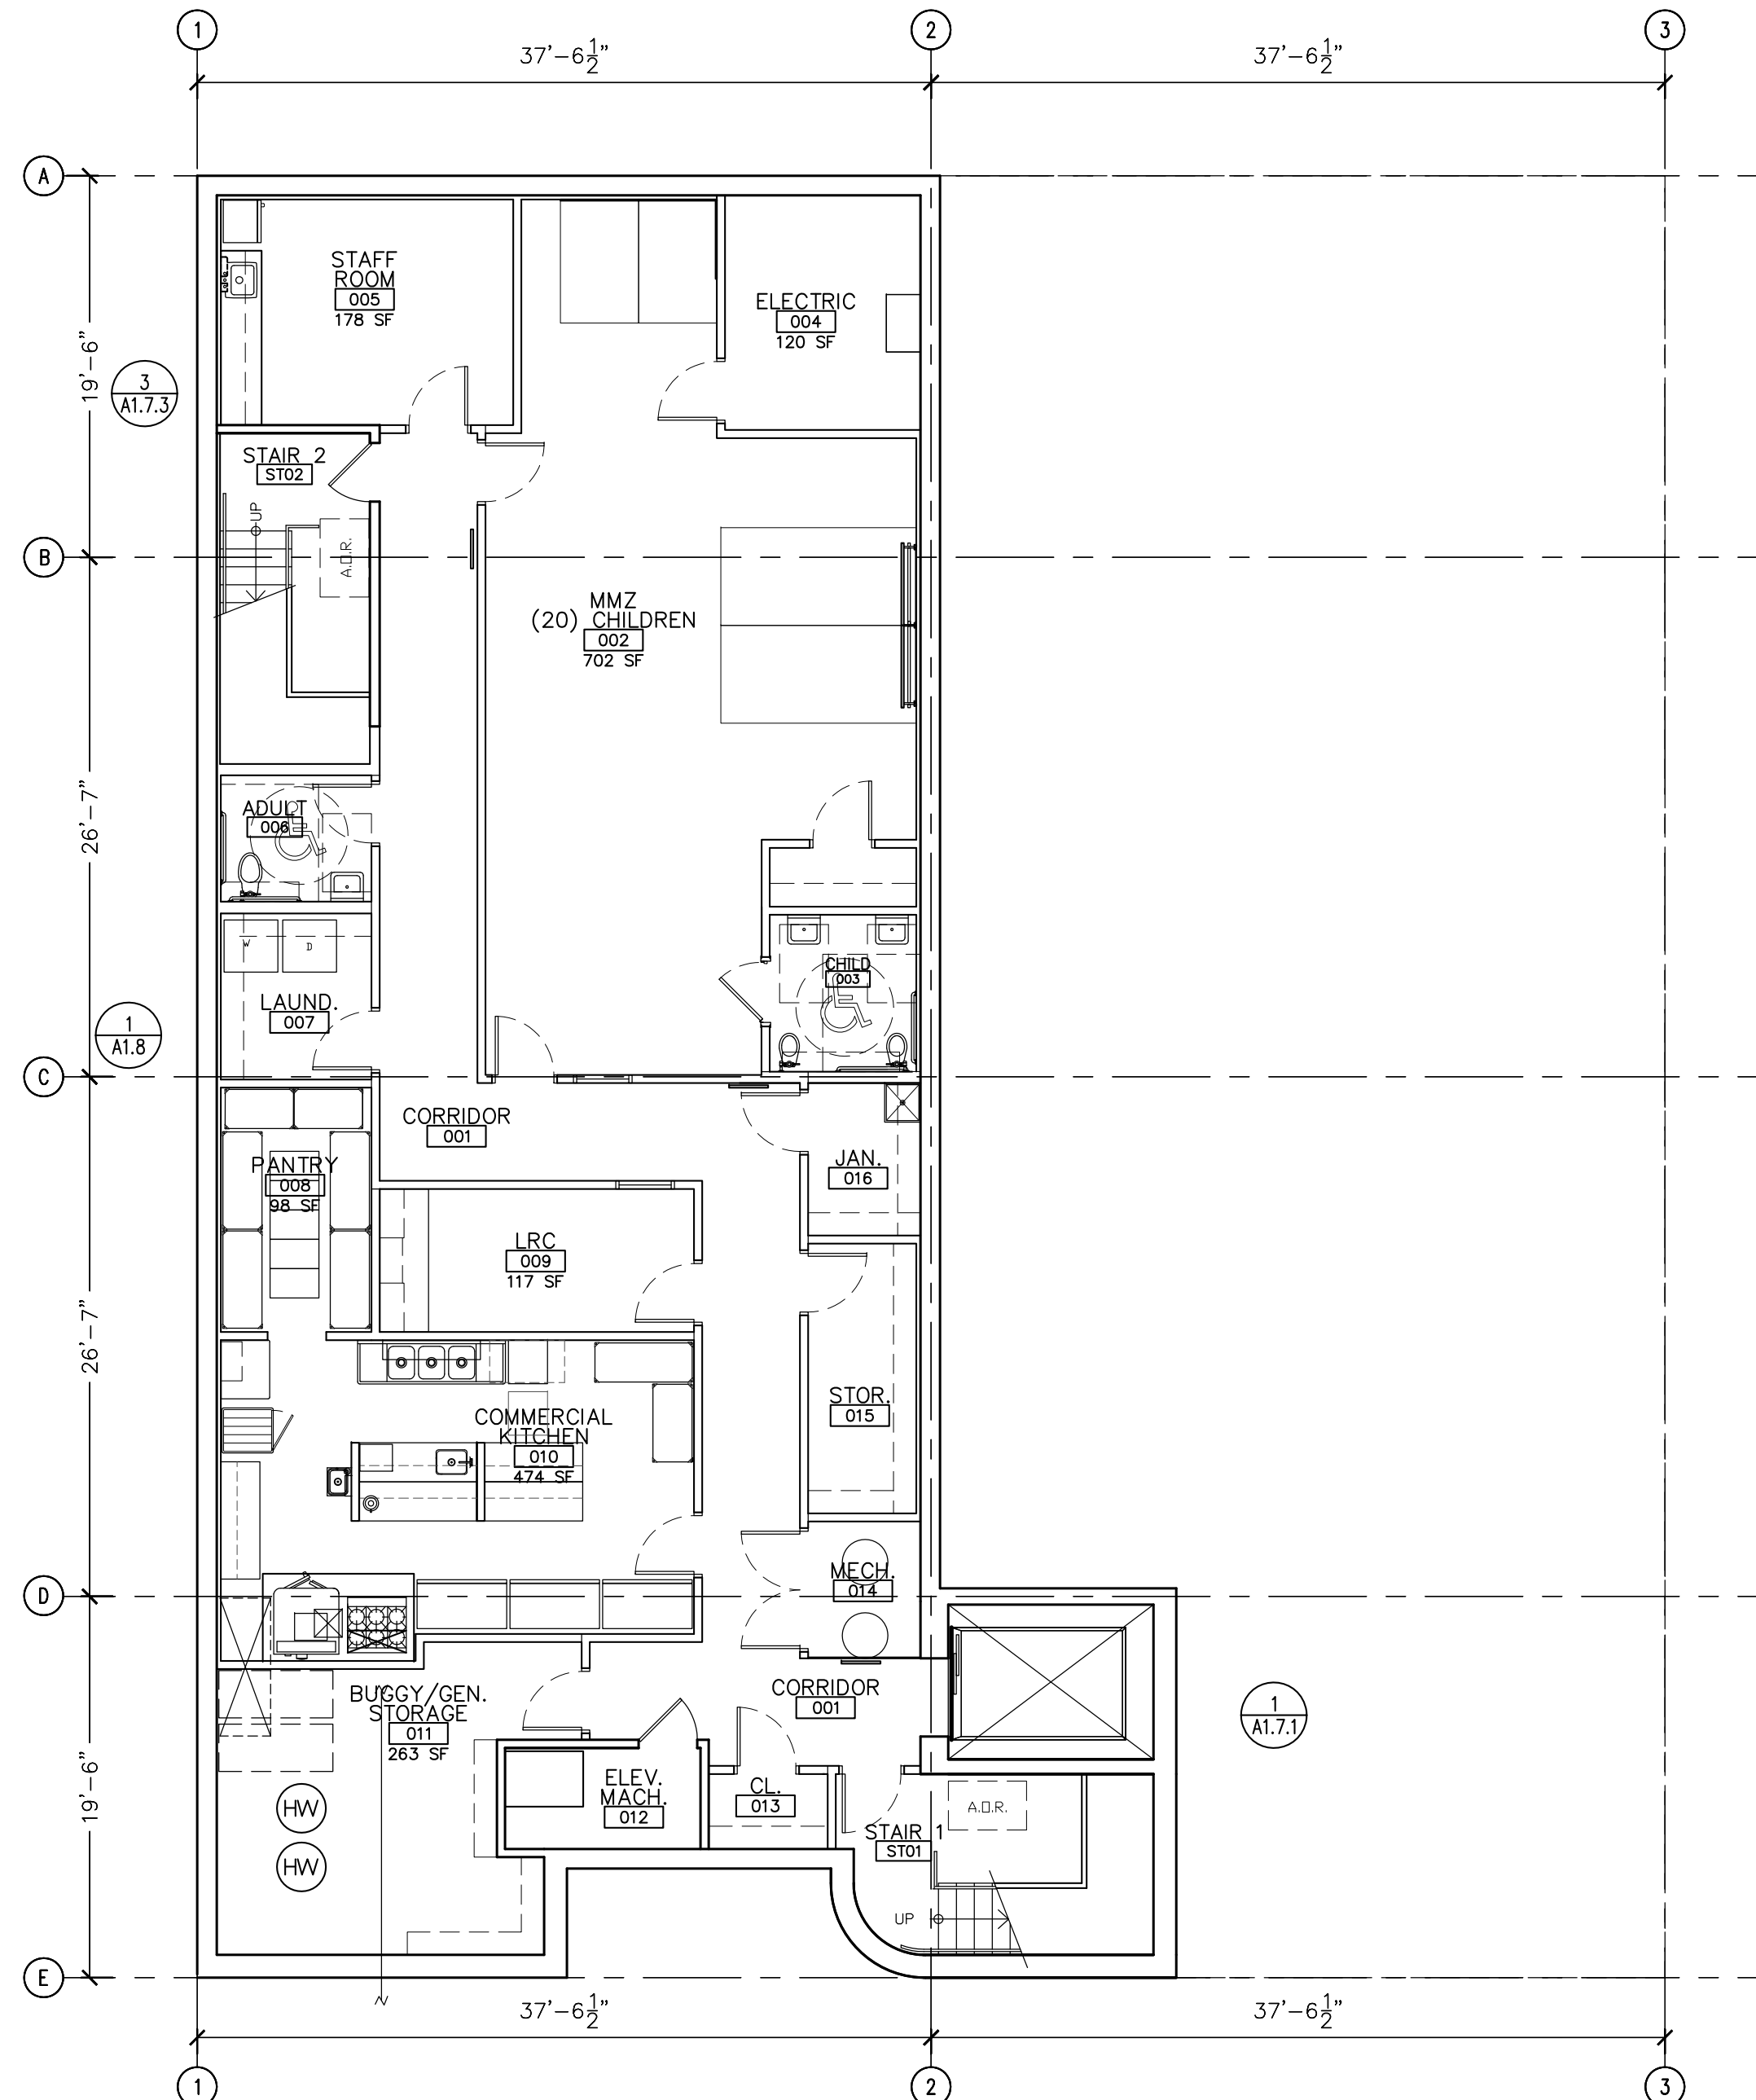 1 2 3
37'-6 1/2" 37'-6 1/2"
A
STAFF
ROOM
005
178 SF
ELECTRIC
004
120 SF
19'-6"
3
A1.7.3
STAIR 2
ST02
UP
A.O.R.
B
MMZ
(20) CHILDREN
002
702 SF
26'-7"
ADULT
006
W D
CHILD
003
LAUND.
007
1
A1.8
C
CORRIDOR
001
PANTRY
008
98 SF
JAN.
016
LRC
009
117 SF
26'-7"
STOR.
015
COMMERCIAL
KITCHEN
010
474 SF
MECH.
014
D
BUGGY/GEN.
STORAGE
011
263 SF
CORRIDOR
001
1
A1.7.1
19'-6"
ELEV.
MACH.
012
CL.
013
A.O.R.
HW
STAIR 1
ST01
HW
UP
E
37'-6 1/2" 37'-6 1/2"
1 2 3